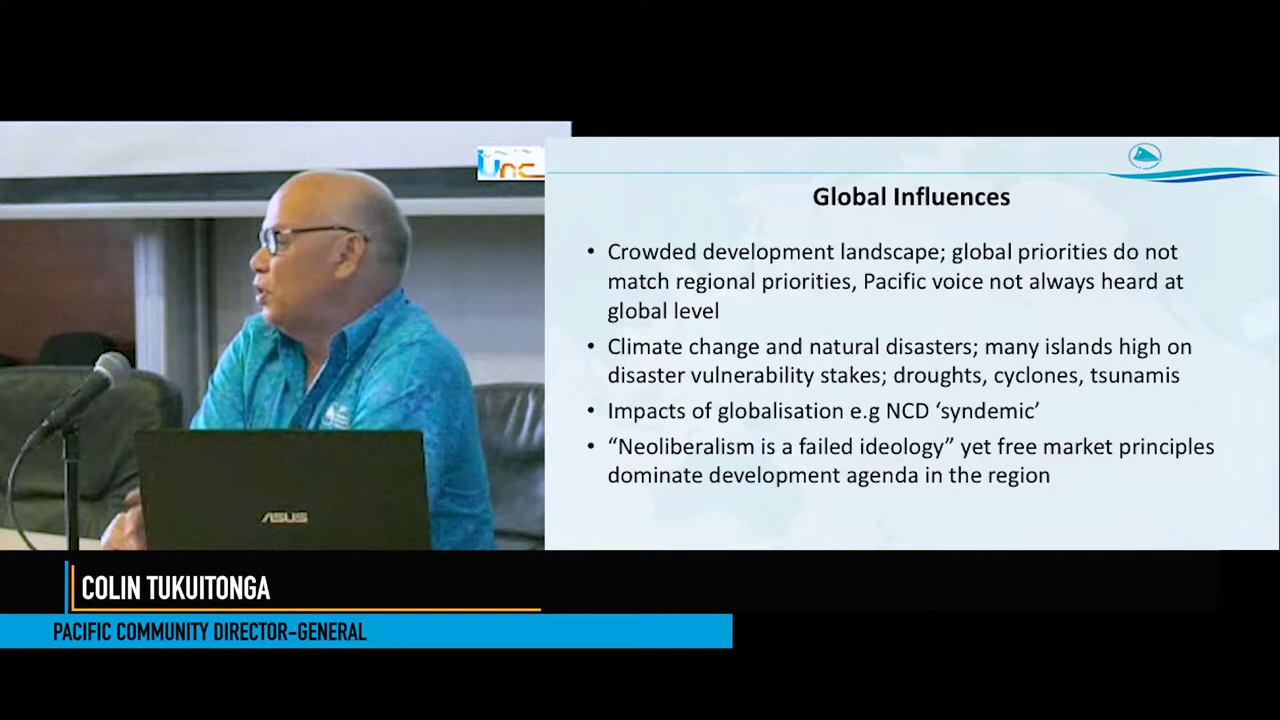 Unc
Global Influences
• Crowded development landscape; global priorities do not
match regional priorities, Pacific voice not always heard at
global level
• Climate change and natural disasters; many islands high on
disaster vulnerability stakes; droughts, cyclones, tsunamis
• Impacts of globalisation e.g NCD ‘syndemic’
• “Neoliberalism is a failed ideology” yet free market principles
dominate development agenda in the region
ASUS
COLIN TUKUITONGA
PACIFIC COMMUNITY DIRECTOR-GENERAL